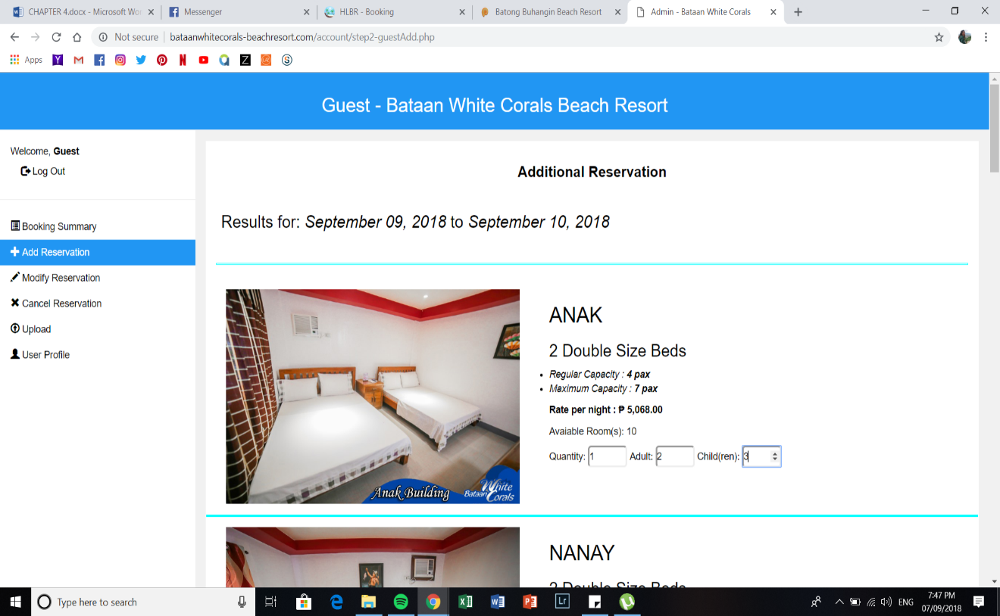 CHAPTER 4.docx - Microsoft Wor
Messenger
HLBR - Booking
Batong Buhangin Beach Resort
Admin - Bataan White Corals
Not secure
bataanwhitecorals-beachresort.com/account/step2-guestAdd.php
Apps
Guest - Bataan White Corals Beach Resort
Welcome, Guest
Log Out
Booking Summary
Add Reservation
Modify Reservation
Cancel Reservation
Upload
User Profile
Additional Reservation
Results for: September 09, 2018 to September 10, 2018
Anak Building
White
Bataan Corals
ANAK
2 Double Size Beds
Regular Capacity : 4 pax
Maximum Capacity : 7 pax
Rate per night : ₱ 5,068.00
Avaiable Room(s): 10
Quantity: 1 Adult: 2 Child(ren): 3
NANAY
2 Double Size Beds
Type here to search
ENG
7:47 PM
07/09/2018